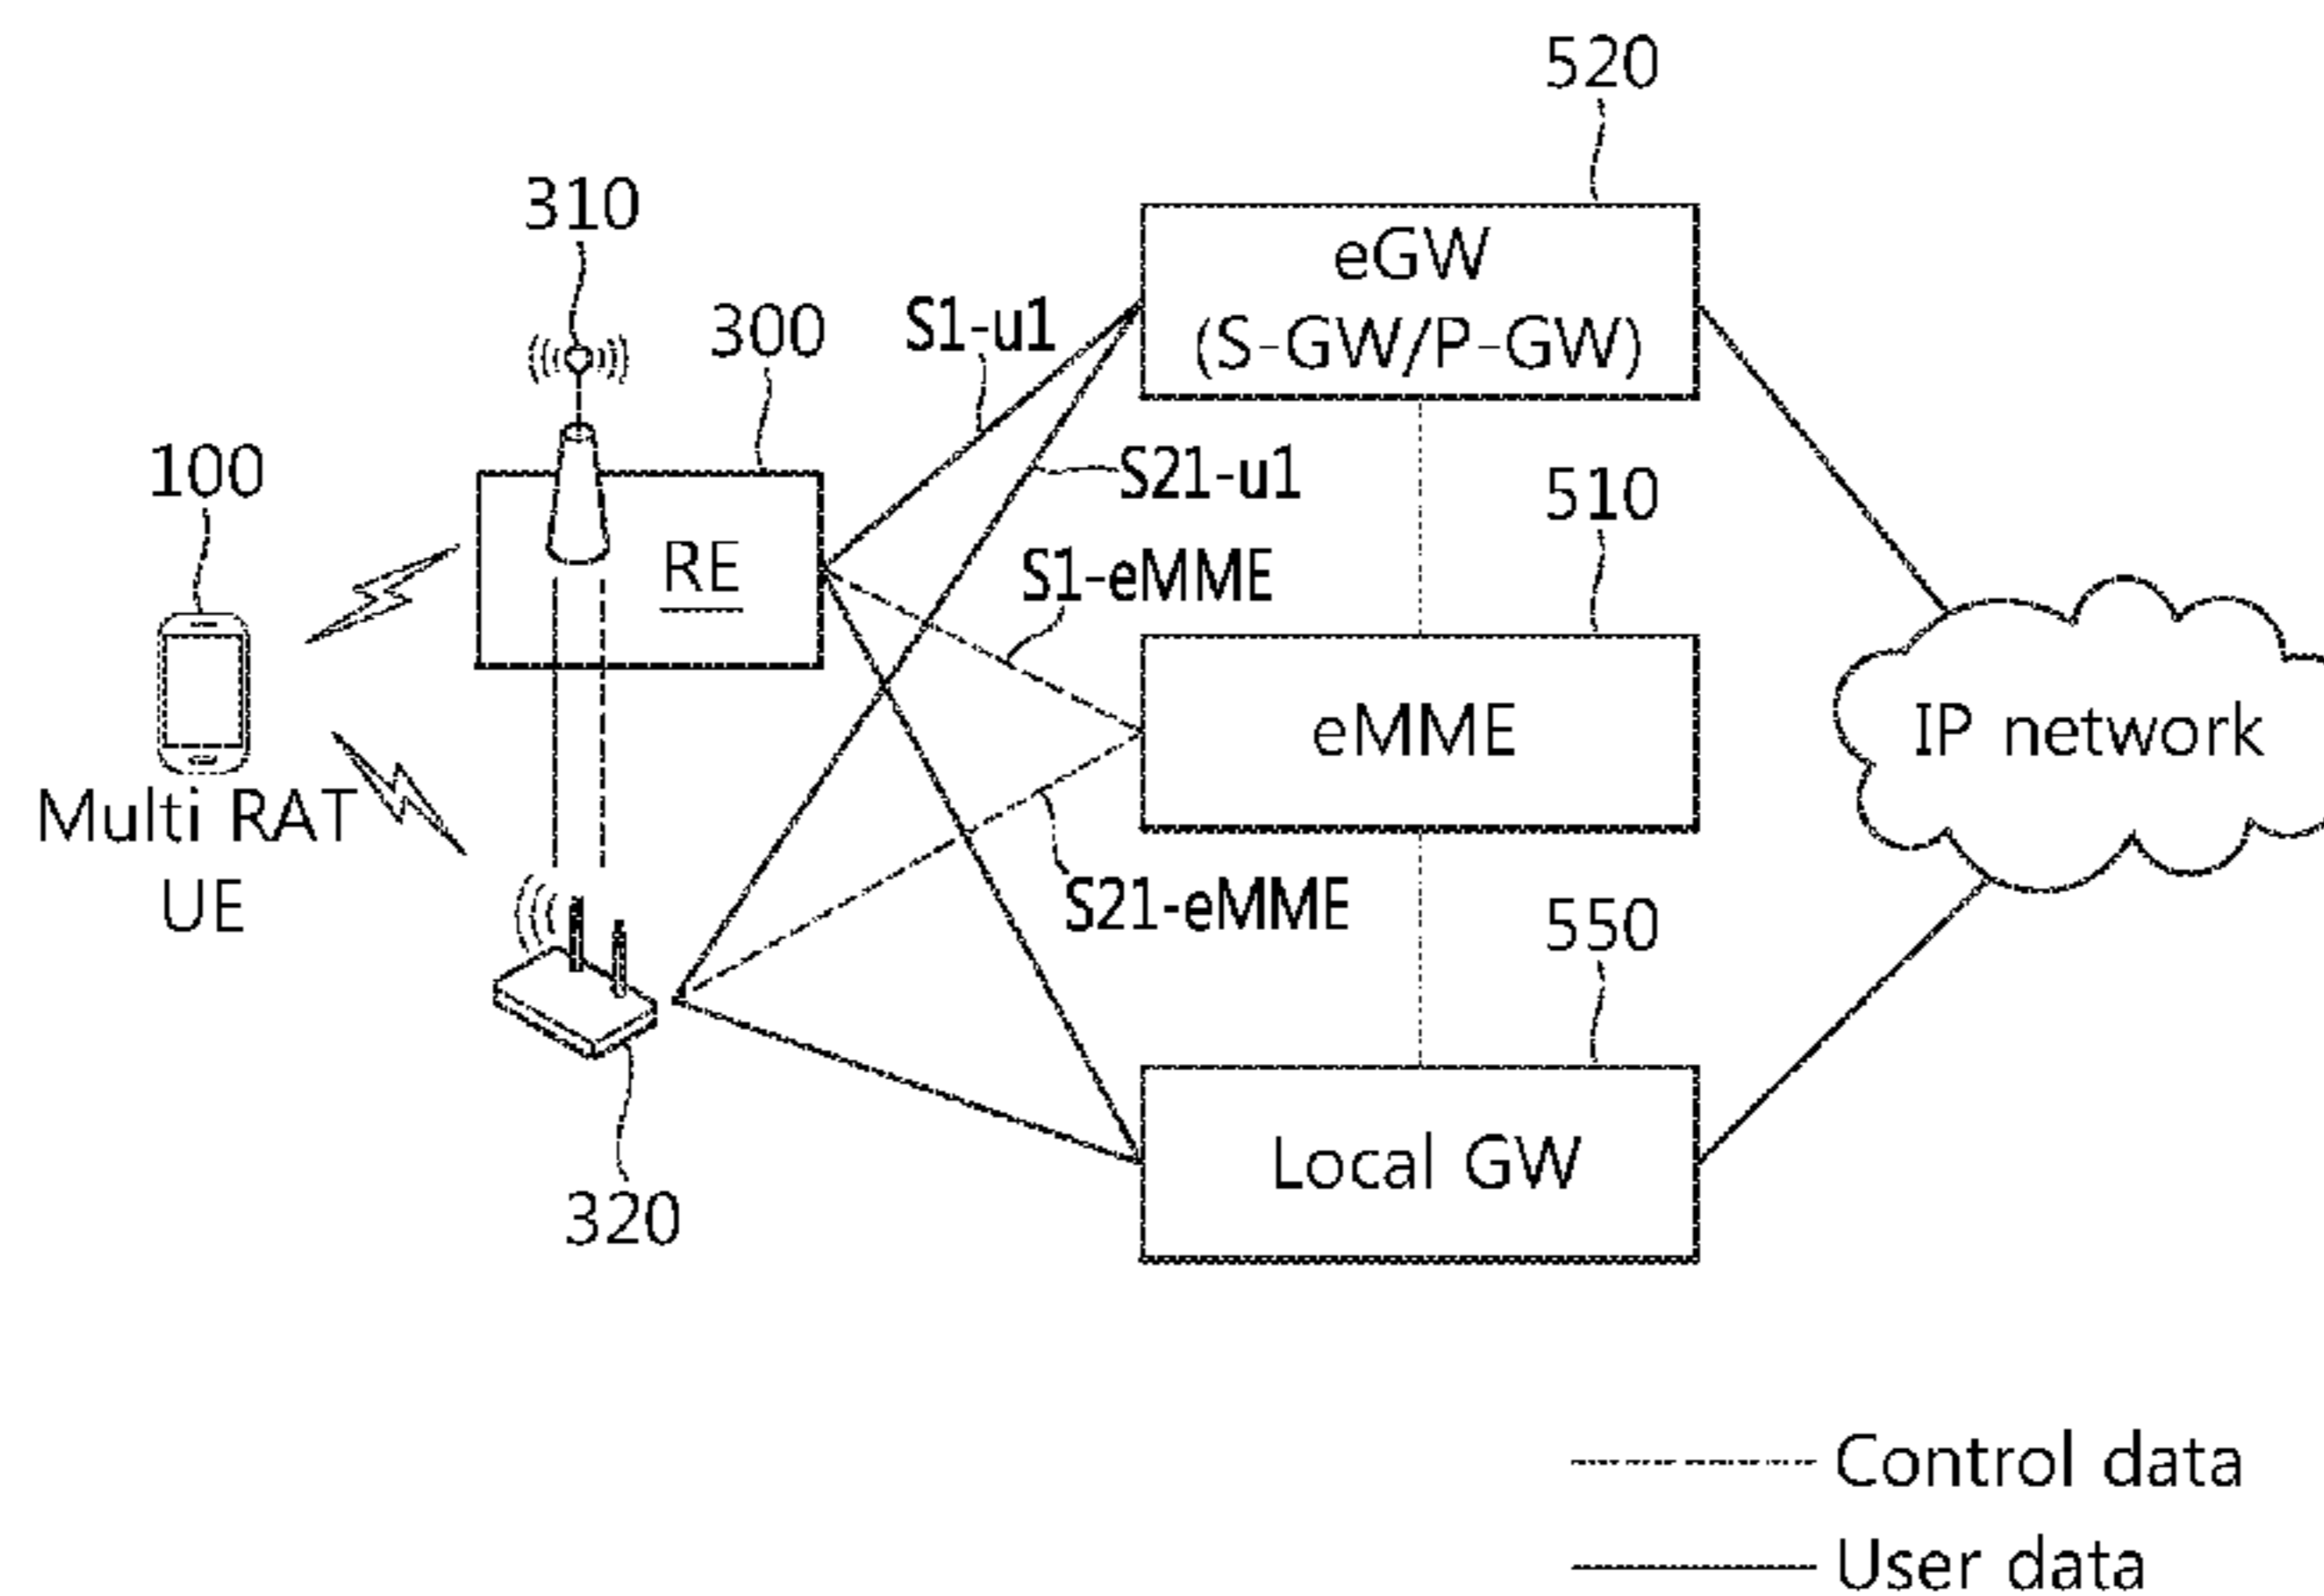 520
310
300
S1-u1
eGW
(S-GW/P-GW)
100
S21-u1
510
RE
S1-eMME
eMME
IP network
Multi RAT
UE
S21-eMME
550
Local GW
320
Control data
User data